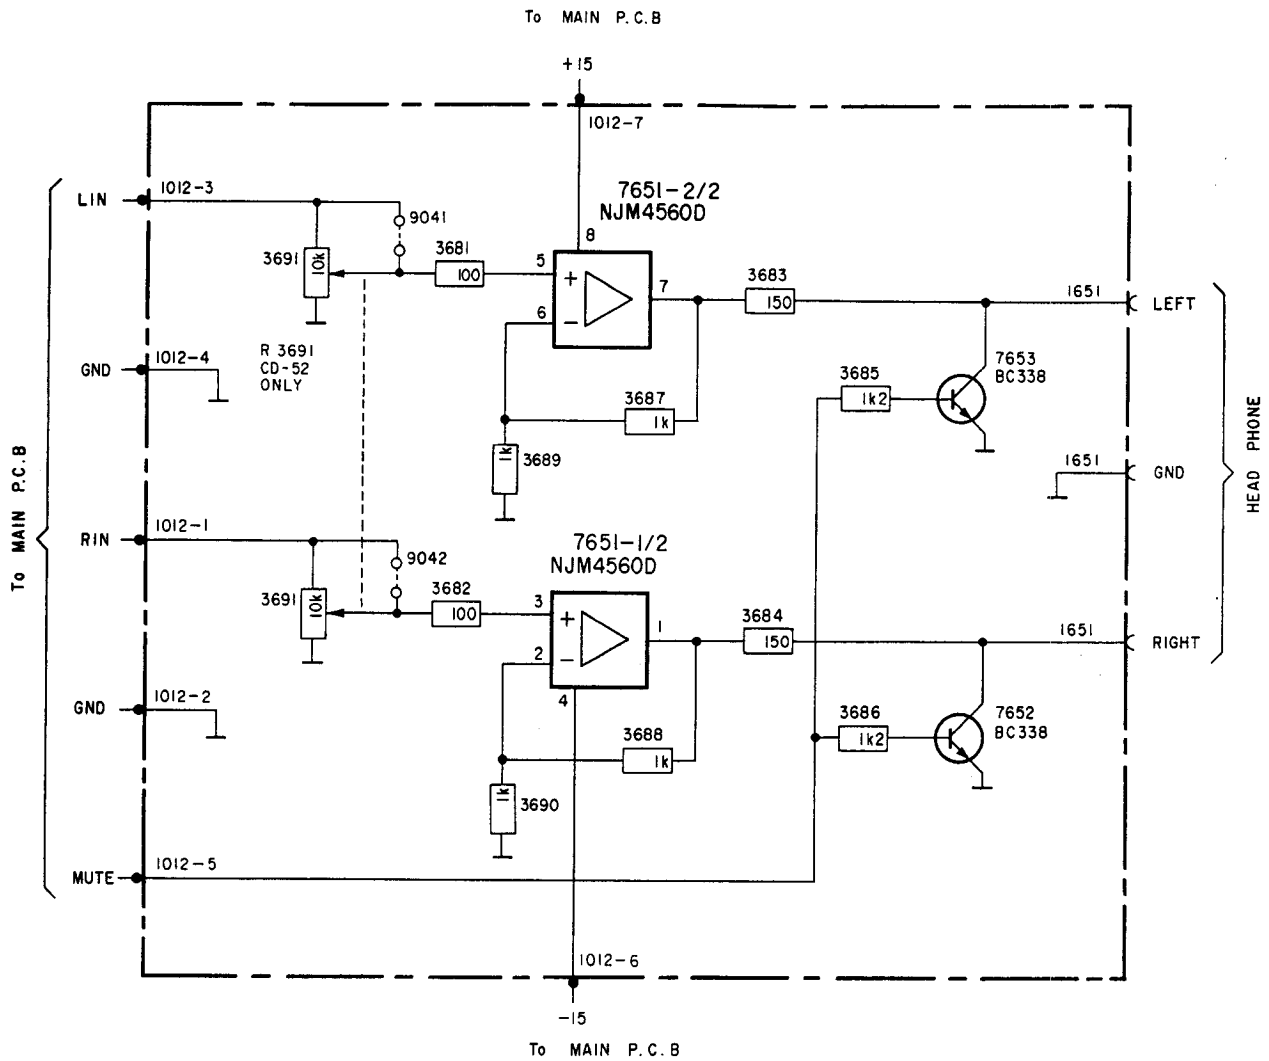 To MAIN P.C.B
+15
1012-7
LIN
1012-3
7651-2/2
NJM4560D
9041
8
3691
10k
3681
100
5
+
7
3683
150
1651
LEFT
6
−
R 3691
CD-52
ONLY
GND
1012-4
7653
BC338
3685
1k2
3687
1k
1k
3689
1651
GND
HEAD PHONE
To MAIN P.C.B
RIN
1012-1
7651-1/2
NJM4560D
9042
3691
10k
3682
100
3
+
1
3684
150
1651
RIGHT
2
−
4
GND
1012-2
7652
BC338
3686
1k2
3688
1k
1k
3690
MUTE
1012-5
1012-6
-15
To MAIN P.C.B